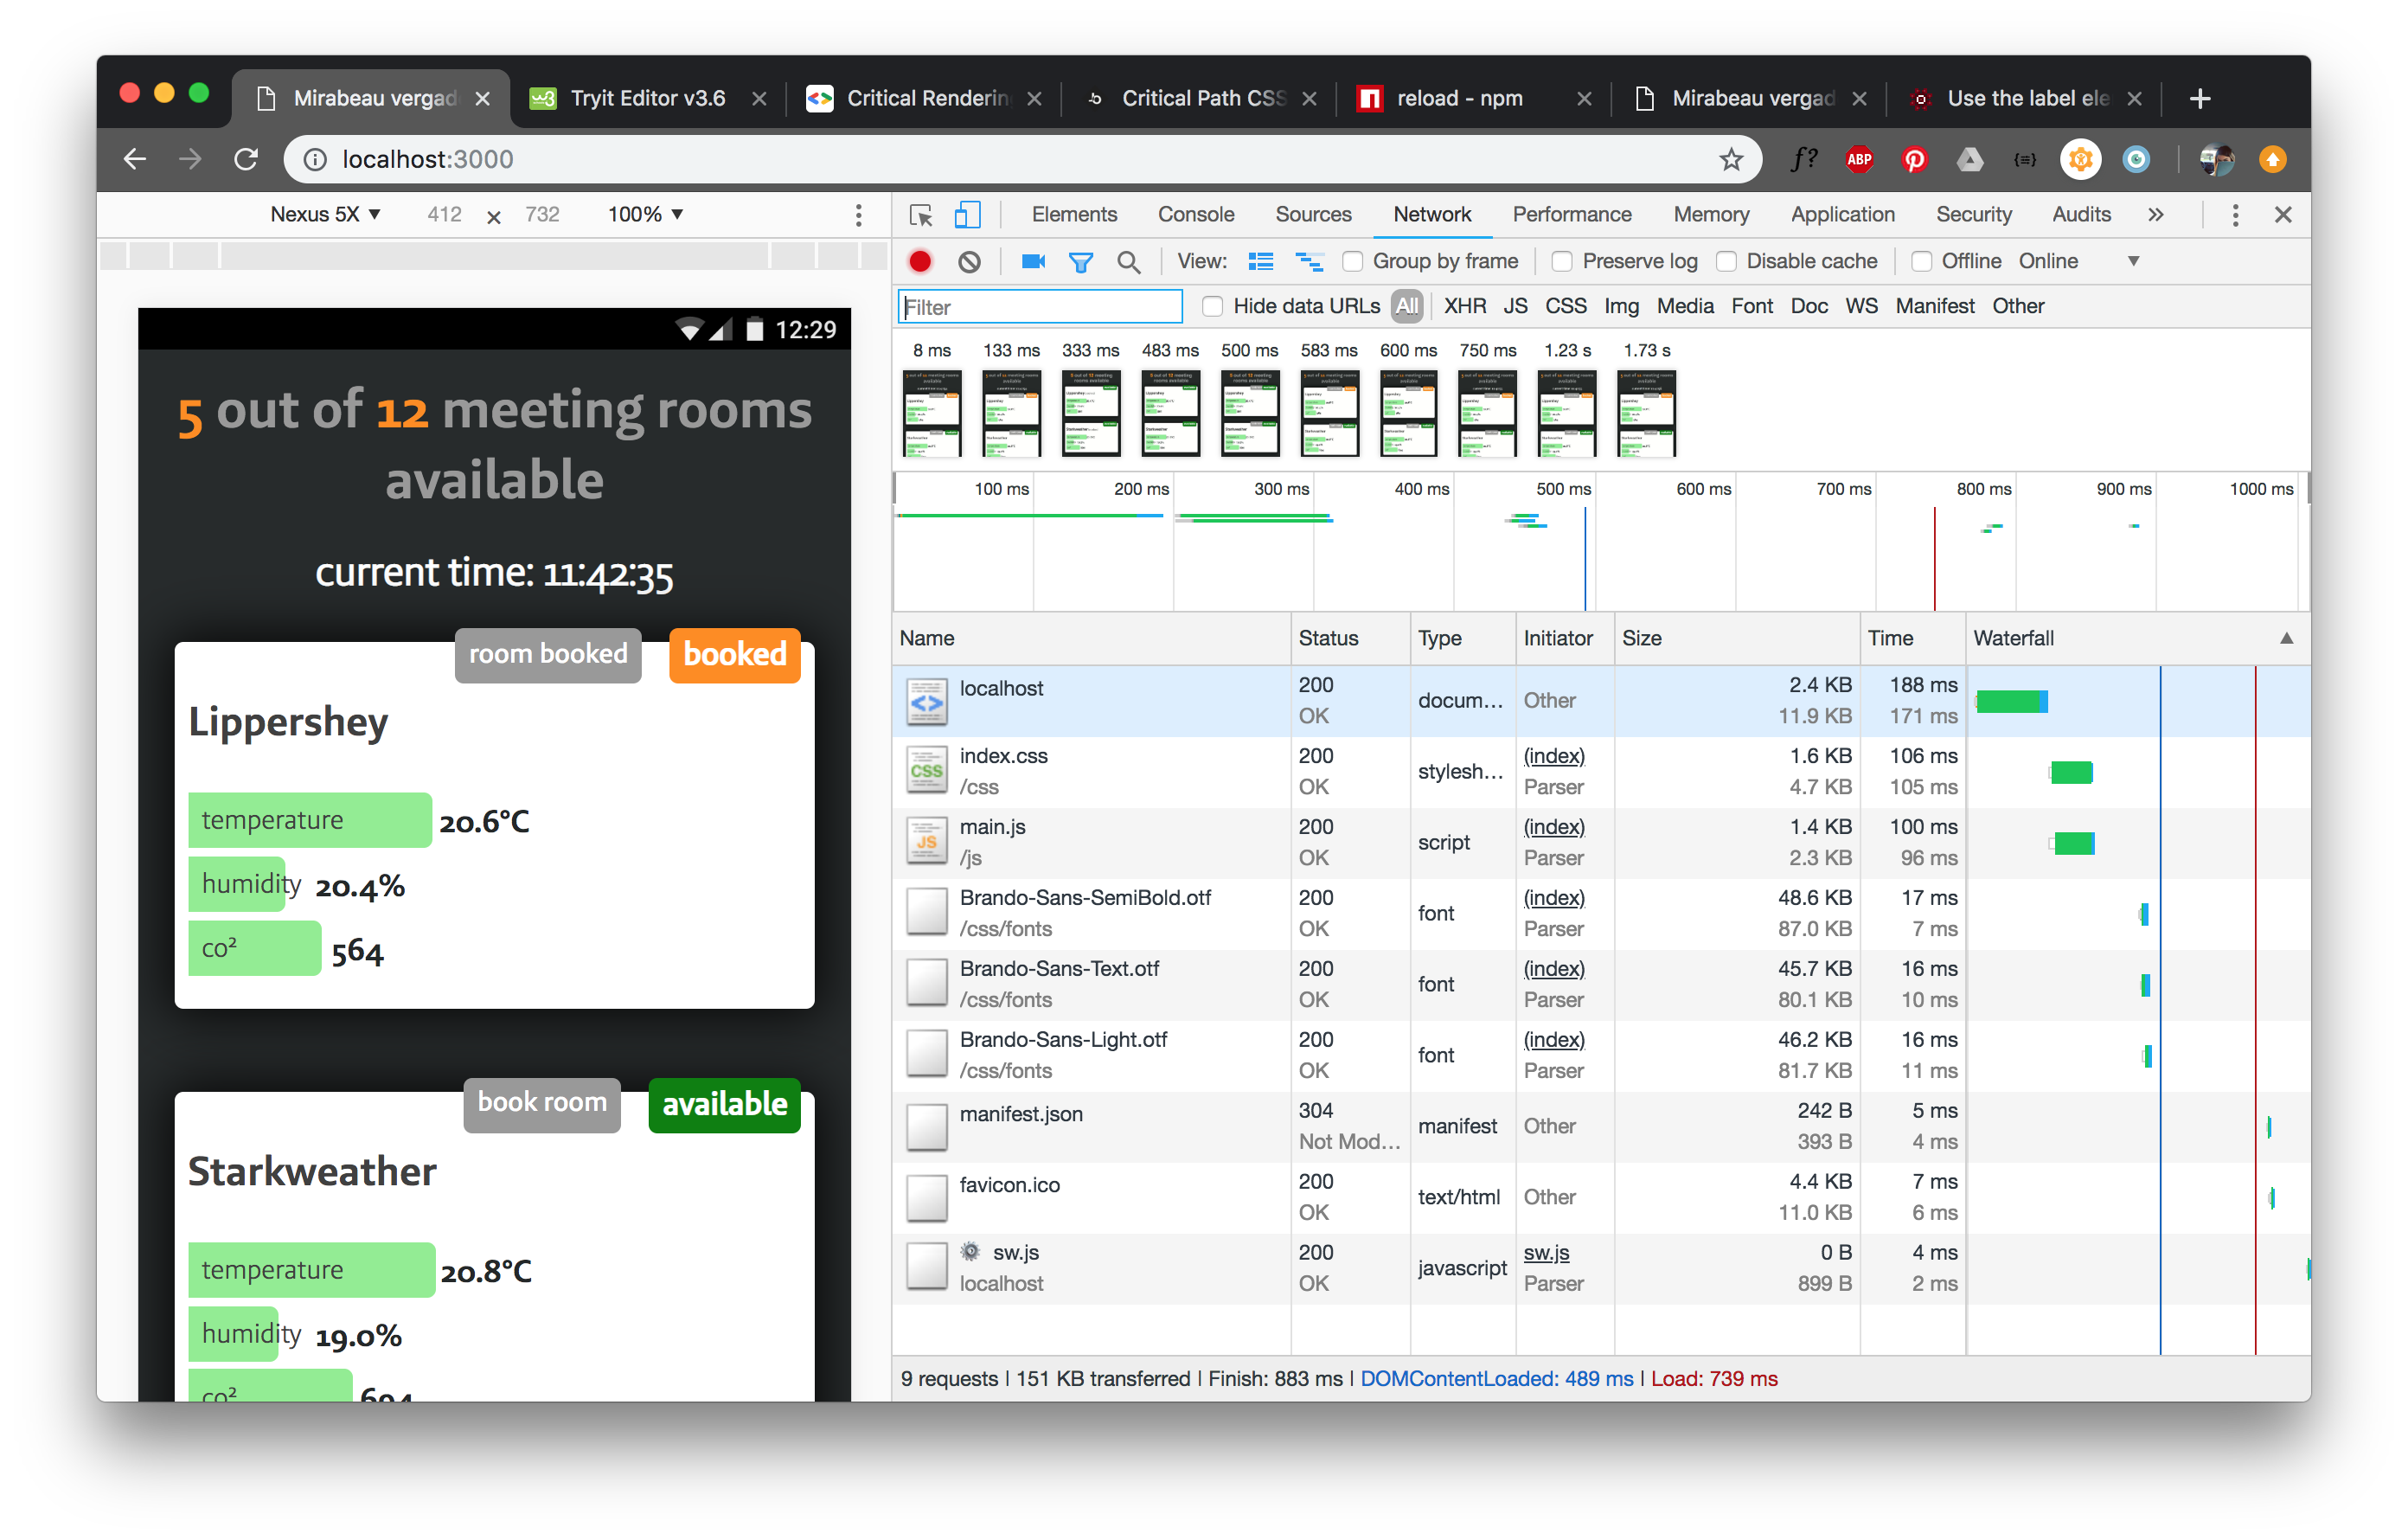 Mirabeau vergad
Tryit Editor v3.6
Critical Renderin
Critical Path CSS
reload - npm
Mirabeau vergad
Use the label ele
localhost:3000
f?
ABP
Nexus 5X ▼ 412 × 732 100% ▼
Elements Console Sources Network Performance Memory Application Security Audits »
View: Group by frame Preserve log Disable cache Offline Online ▼
Filter Hide data URLs All XHR JS CSS Img Media Font Doc WS Manifest Other
8 ms 133 ms 333 ms 483 ms 500 ms 583 ms 600 ms 750 ms 1.23 s 1.73 s
100 ms 200 ms 300 ms 400 ms 500 ms 600 ms 700 ms 800 ms 900 ms 1000 ms
12:29
5 out of 12 meeting rooms
available
current time: 11:42:35
room booked booked
Lippershey
temperature 20.6°C
humidity 20.4%
co² 564
book room available
Starkweather
temperature 20.8°C
humidity 19.0%
co² 604
Name Status Type Initiator Size Time Waterfall ▲
localhost 200 OK docum… Other 2.4 KB 11.9 KB 188 ms 171 ms
index.css /css 200 OK stylesh… (index) Parser 1.6 KB 4.7 KB 106 ms 105 ms
main.js /js 200 OK script (index) Parser 1.4 KB 2.3 KB 100 ms 96 ms
Brando-Sans-SemiBold.otf /css/fonts 200 OK font (index) Parser 48.6 KB 87.0 KB 17 ms 7 ms
Brando-Sans-Text.otf /css/fonts 200 OK font (index) Parser 45.7 KB 80.1 KB 16 ms 10 ms
Brando-Sans-Light.otf /css/fonts 200 OK font (index) Parser 46.2 KB 81.7 KB 16 ms 11 ms
manifest.json 304 Not Mod… manifest Other 242 B 393 B 5 ms 4 ms
favicon.ico 200 OK text/html Other 4.4 KB 11.0 KB 7 ms 6 ms
sw.js localhost 200 OK javascript sw.js Parser 0 B 899 B 4 ms 2 ms
9 requests | 151 KB transferred | Finish: 883 ms | DOMContentLoaded: 489 ms | Load: 739 ms